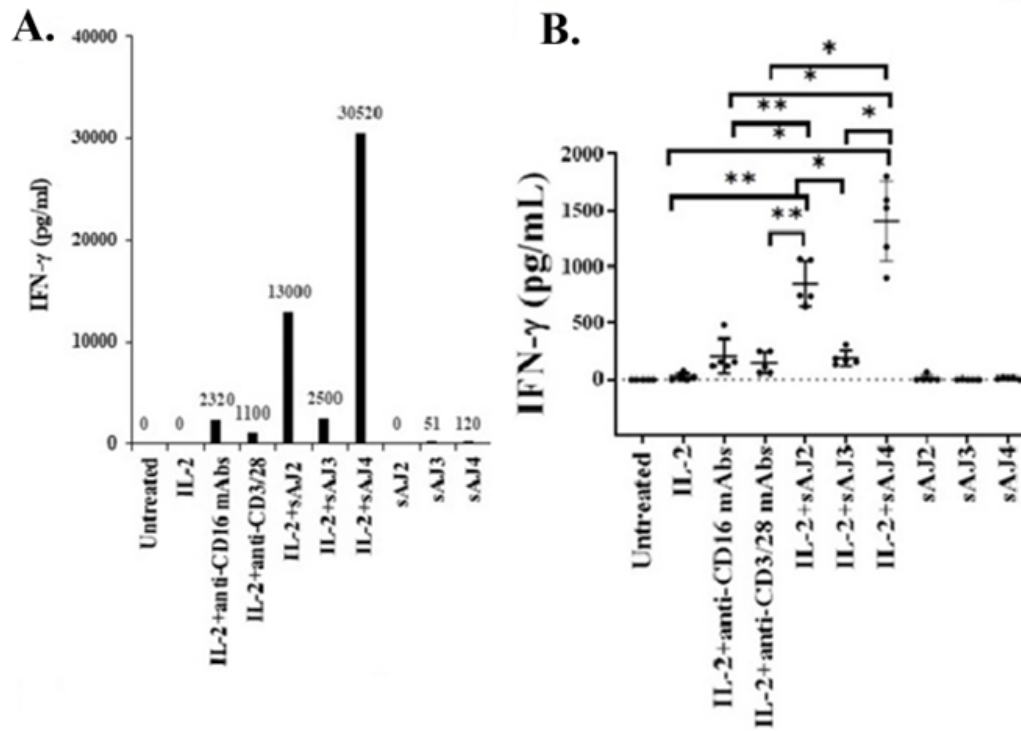 A.
IFN-γ (pg/ml)
40000
30000
20000
10000
0
0
0
2320
1100
13000
2500
30520
0
51
120
Untreated
IL-2
IL-2+anti-CD16 mAbs
IL-2+anti-CD3/28
IL-2+sAJ2
IL-2+sAJ3
IL-2+sAJ4
sAJ2
sAJ3
sAJ4
B.
IFN-γ (pg/mL)
2000
1500
1000
500
0
*
*
**
*
*
*
**
**
Untreated
IL-2
IL-2+anti-CD16 mAbs
IL-2+anti-CD3/28 mAbs
IL-2+sAJ2
IL-2+sAJ3
IL-2+sAJ4
sAJ2
sAJ3
sAJ4